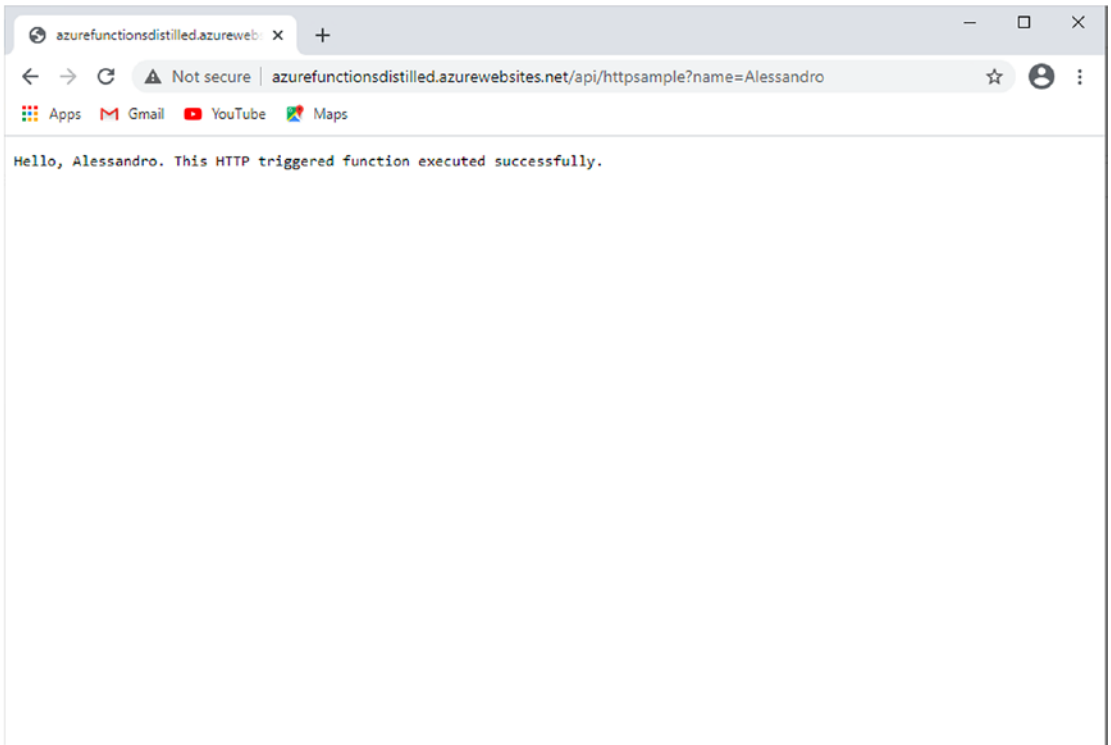 azurefunctionsdistilled.azureweb
Not secure azurefunctionsdistilled.azurewebsites.net/api/httpsample?name=Alessandro
Apps Gmail YouTube Maps
Hello, Alessandro. This HTTP triggered function executed successfully.